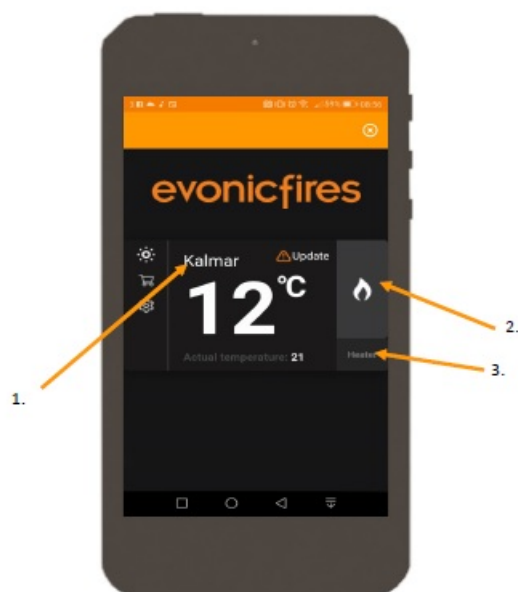 evonicfires
Kalmar
Update
12°C
Actual temperature: 21
Heater
1.
2.
3.